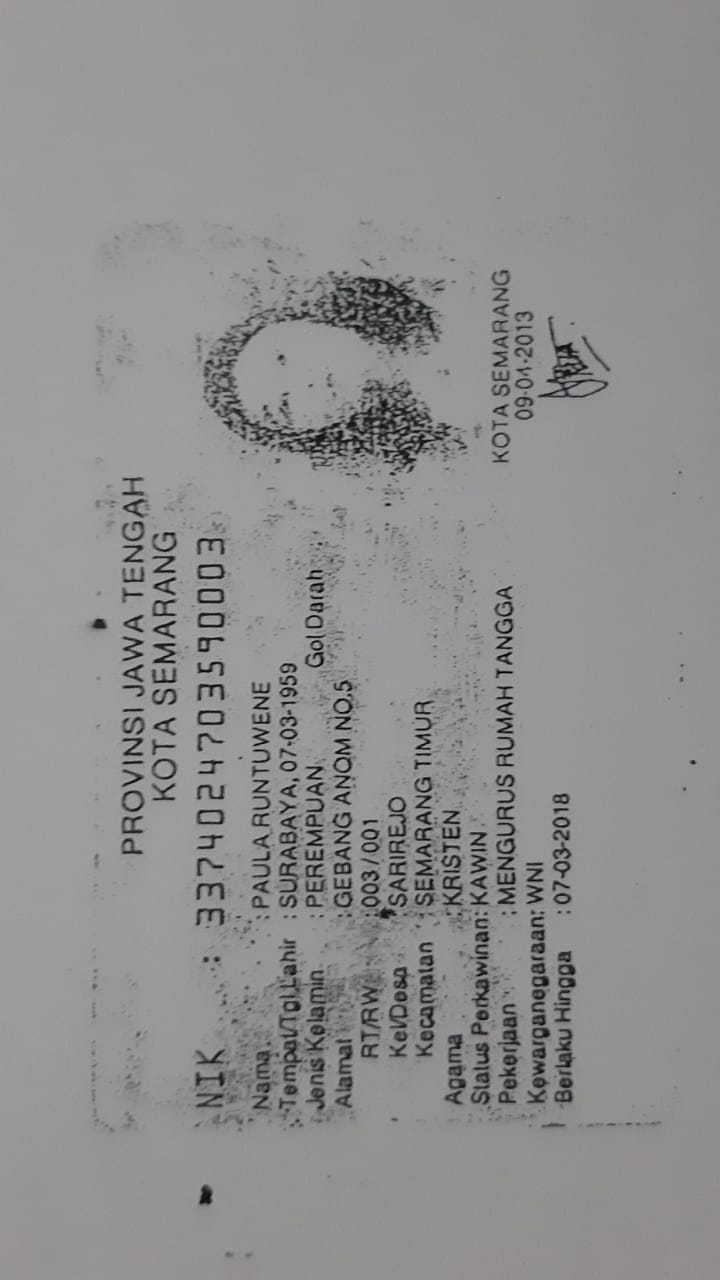 PROVINSI JAWA TENGAH
KOTA SEMARANG
NIK : 3374024703590003
Nama : PAULA RUNTUWENE
Tempat/Tgl Lahir : SURABAYA, 07-03-1959
Jenis Kelamin : PEREMPUAN Gol Darah :
Alamat : GEBANG ANOM NO.5
RT/RW : 003 / 001
Kel/Desa : SARIREJO
Kecamatan : SEMARANG TIMUR
Agama : KRISTEN
Status Perkawinan: KAWIN
Pekerjaan : MENGURUS RUMAH TANGGA
Kewarganegaraan: WNI
Berlaku Hingga : 07-03-2018
KOTA SEMARANG
09-04-2013